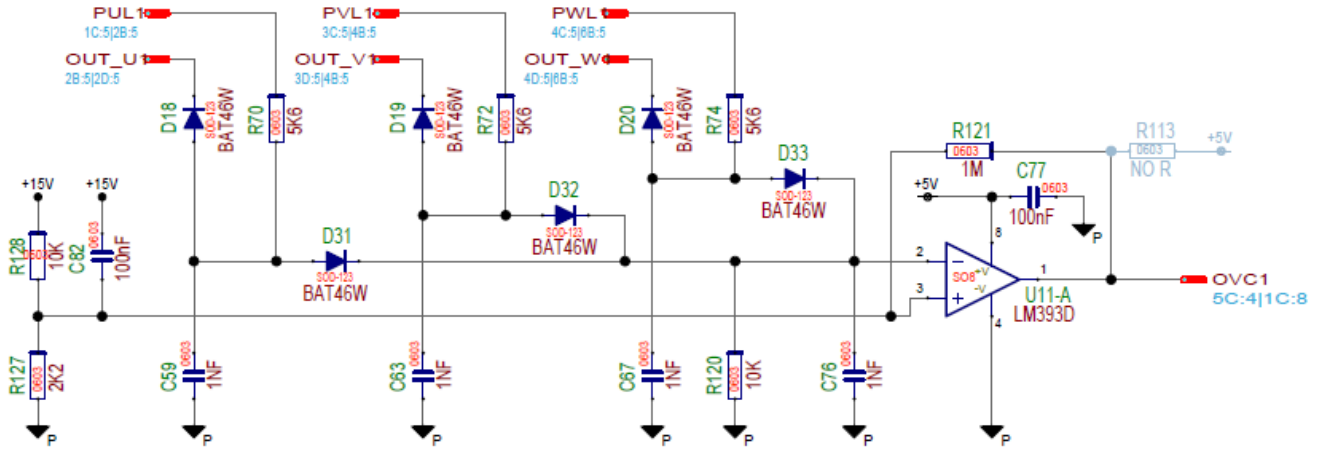 PUL1
1C:5|2B:5
OUT_U1
2B:5|2D:5
PVL1
3C:5|4B:5
OUT_V1
3D:5|4B:5
PWL1
4C:5|6B:5
OUT_W1
4D:5|6B:5
D18
SOD-123
BAT46W
R70
0603
5K6
D19
SOD-123
BAT46W
R72
0603
5K6
D20
SOD-123
BAT46W
R74
0603
5K6
R121
0603
1M
R113
0603
NO R
+5V
D33
BAT46W
C77
0603
100nF
+5V
P
+15V
+15V
D32
SOD-123
BAT46W
R128
0603
10K
C82
0603
100nF
D31
SOD-123
BAT46W
2
3
8
1
4
SO8
+V
-V
U11-A
LM393D
OVC1
5C:4|1C:8
R127
0603
2K2
C59
0603
1NF
C63
0603
1NF
C67
0603
1NF
R120
0603
10K
C76
0603
1NF
P
P
P
P
P
P
P